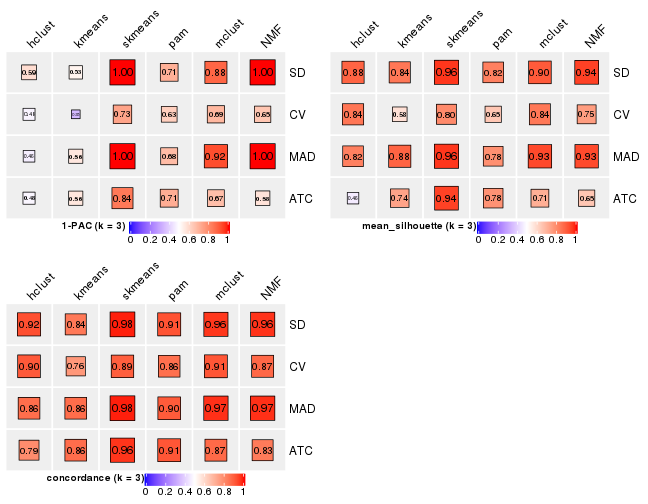 hclust kmeans skmeans pam mclust NMF
0.59 0.53 1.00 0.71 0.88 1.00 SD
0.73 0.63 0.69 0.65 CV
0.56 1.00 0.68 0.92 1.00 MAD
0.48 0.56 0.84 0.71 0.67 0.58 ATC
1-PAC (k = 3)
0 0.2 0.4 0.6 0.8 1
hclust kmeans skmeans pam mclust NMF
0.88 0.84 0.96 0.82 0.90 0.94 SD
0.84 0.58 0.80 0.65 0.84 0.75 CV
0.82 0.88 0.96 0.78 0.93 0.93 MAD
0.74 0.94 0.78 0.71 0.65 ATC
mean_silhouette (k = 3)
0 0.2 0.4 0.6 0.8 1
hclust kmeans skmeans pam mclust NMF
0.92 0.84 0.98 0.91 0.96 0.96 SD
0.90 0.76 0.89 0.86 0.91 0.87 CV
0.86 0.86 0.98 0.90 0.97 0.97 MAD
0.79 0.86 0.96 0.91 0.87 0.83 ATC
concordance (k = 3)
0 0.2 0.4 0.6 0.8 1